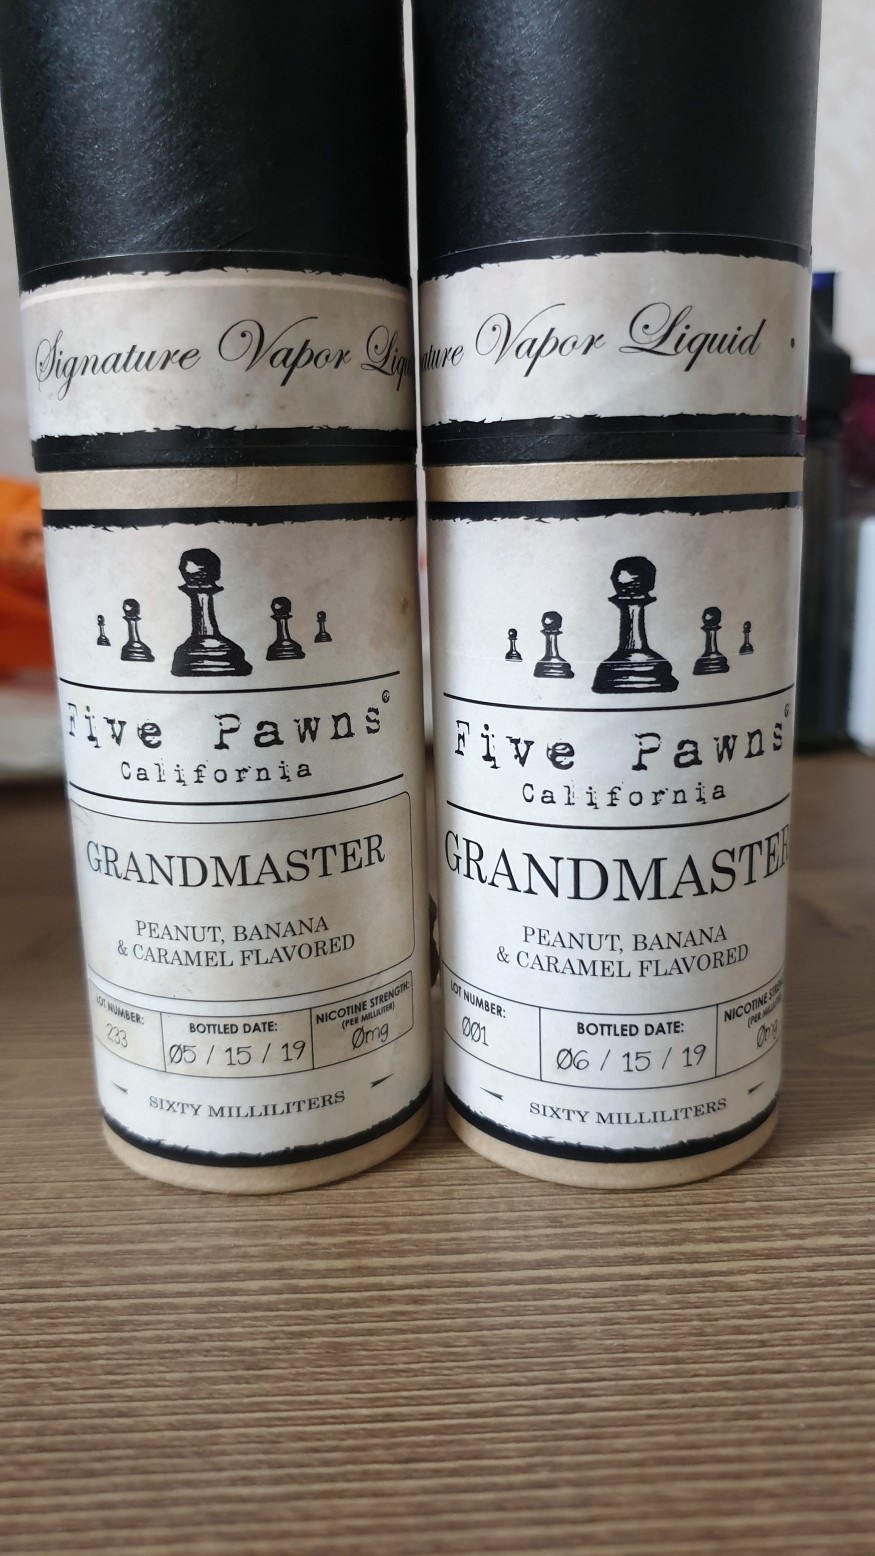 Signature Vapor
Five Pawns®
California
GRANDMASTER
PEANUT, BANANA
& CARAMEL FLAVORED
LOT NUMBER:
233
BOTTLED DATE:
05 / 15 / 19
NICOTINE STRENGTH:
(PER MILLILITER)
0mg
SIXTY MILLILITERS
Vapor Liquid •
Five Pawns®
California
GRANDMASTER
PEANUT, BANANA
& CARAMEL FLAVORED
LOT NUMBER:
001
BOTTLED DATE:
06 / 15 / 19
NICOTINE
(PER
0mg
SIXTY MILLILITERS